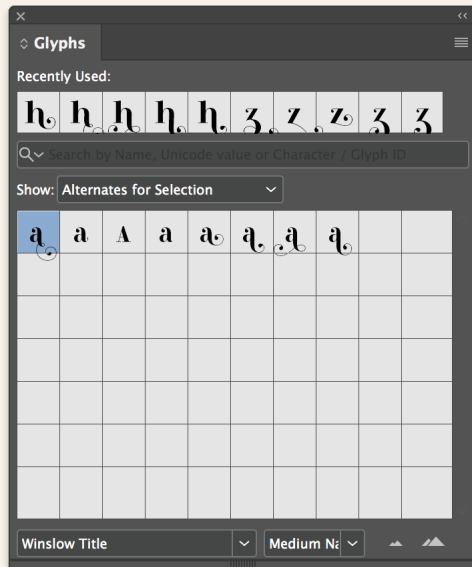 Glyphs
Recently Used:
h h h h h ʒ z z ʒ ʒ
Search by Name, Unicode value or Character / Glyph ID
Show: Alternates for Selection
a a A a a a a a
Winslow Title Medium Na